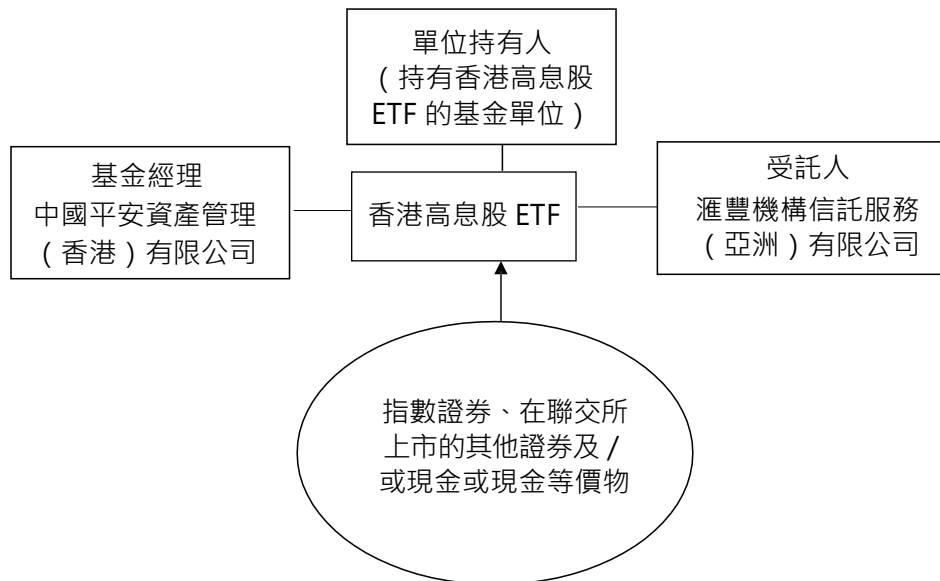 單位持有人
（持有香港高息股
ETF 的基金單位）
基金經理
中國平安資產管理
（香港）有限公司
香港高息股 ETF
受託人
滙豐機構信託服務
（亞洲）有限公司
指數證券、在聯交所
上市的其他證券及 /
或現金或現金等價物